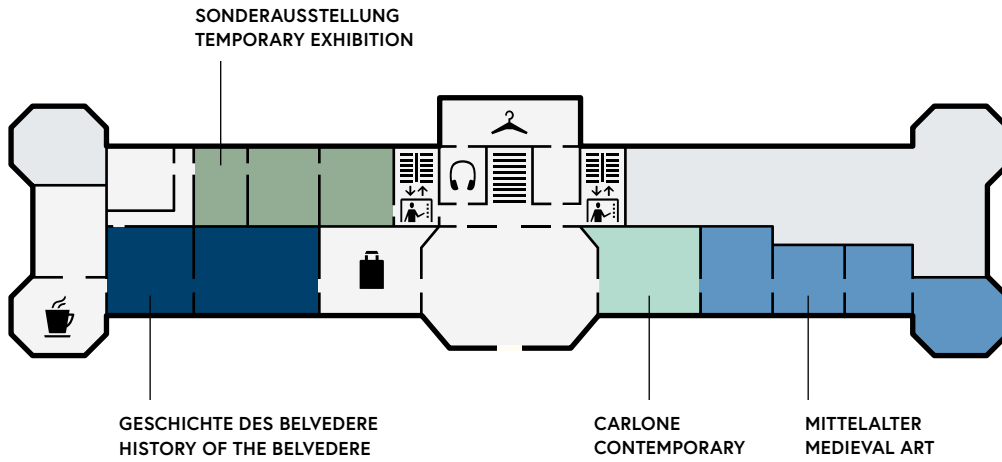 SONDERAUSSTELLUNG
TEMPORARY EXHIBITION
GESCHICHTE DES BELVEDERE
HISTORY OF THE BELVEDERE
CARLONE
CONTEMPORARY
MITTELALTER
MEDIEVAL ART